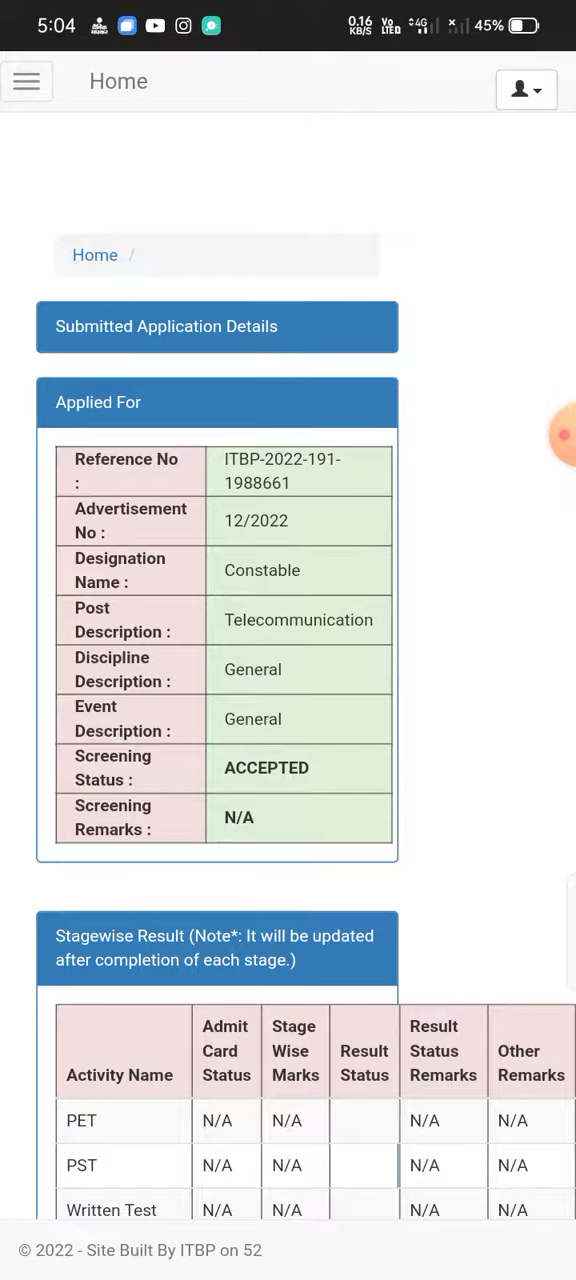 5:04 0.16 KB/S Vo LTED 4G 45%
Home
Home /
Submitted Application Details
Applied For
Reference No : ITBP-2022-191-1988661
Advertisement No : 12/2022
Designation Name : Constable
Post Description : Telecommunication
Discipline Description : General
Event Description : General
Screening Status : ACCEPTED
Screening Remarks : N/A
Stagewise Result (Note*: It will be updated
after completion of each stage.)
Activity Name Admit Card Status Stage Wise Marks Result Status Result Status Remarks Other Remarks
PET N/A N/A N/A N/A
PST N/A N/A N/A N/A
Written Test N/A N/A N/A N/A
© 2022 - Site Built By ITBP on 52